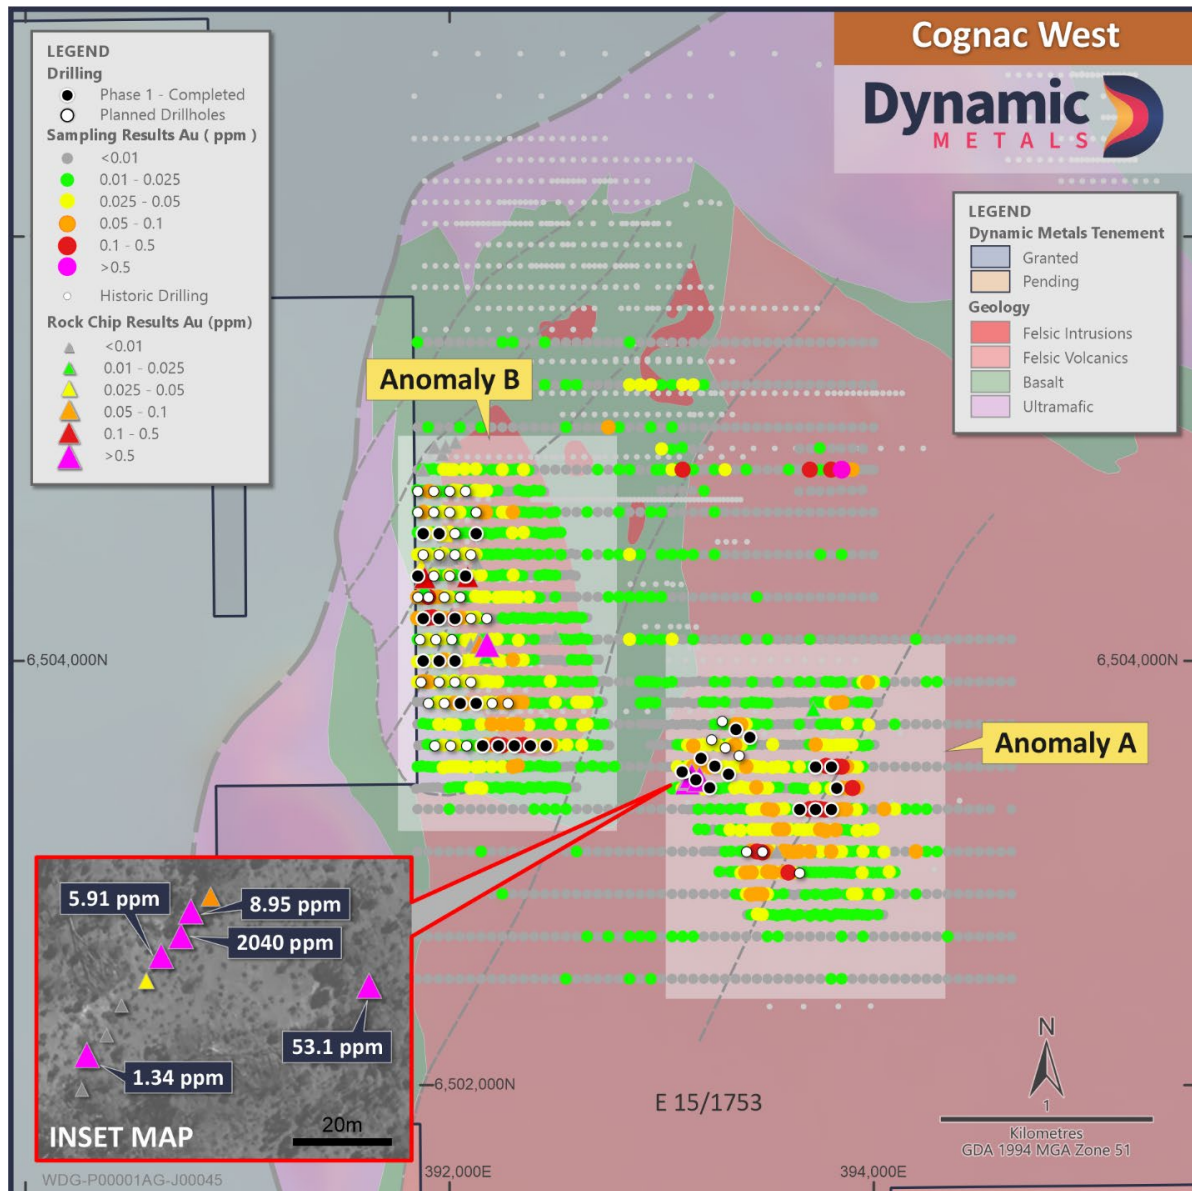 Cognac West
Dynamic
METALS
LEGEND
Drilling
Phase 1 - Completed
Planned Drillholes
Sampling Results Au ( ppm )
<0.01
0.01 - 0.025
0.025 - 0.05
0.05 - 0.1
0.1 - 0.5
>0.5
Historic Drilling
Rock Chip Results Au (ppm)
<0.01
0.01 - 0.025
0.025 - 0.05
0.05 - 0.1
0.1 - 0.5
>0.5
LEGEND
Dynamic Metals Tenement
Granted
Pending
Geology
Felsic Intrusions
Felsic Volcanics
Basalt
Ultramafic
Anomaly B
6,504,000N
6,504,000N
Anomaly A
5.91 ppm
8.95 ppm
2040 ppm
53.1 ppm
1.34 ppm
20m
INSET MAP
6,502,000N
E 15/1753
N
1
Kilometres
GDA 1994 MGA Zone 51
392,000E
394,000E
WDG-P00001AG-J00045